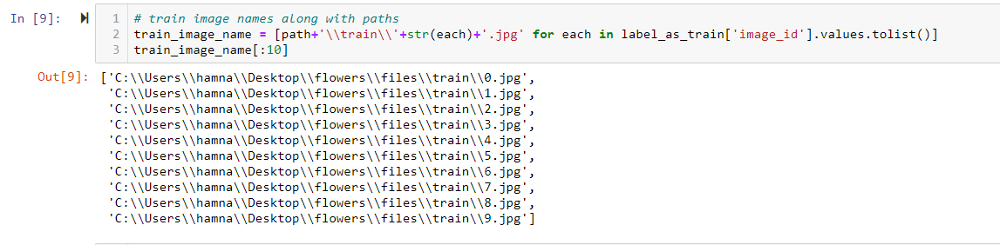 In [9]:
1 # train image names along with paths
2 train_image_name = [path+'\\train\\'+str(each)+'.jpg' for each in label_as_train['image_id'].values.tolist()]
3 train_image_name[:10]
Out[9]: ['C:\\Users\\hamna\\Desktop\\flowers\\files\\train\\0.jpg',
'C:\\Users\\hamna\\Desktop\\flowers\\files\\train\\1.jpg',
'C:\\Users\\hamna\\Desktop\\flowers\\files\\train\\2.jpg',
'C:\\Users\\hamna\\Desktop\\flowers\\files\\train\\3.jpg',
'C:\\Users\\hamna\\Desktop\\flowers\\files\\train\\4.jpg',
'C:\\Users\\hamna\\Desktop\\flowers\\files\\train\\5.jpg',
'C:\\Users\\hamna\\Desktop\\flowers\\files\\train\\6.jpg',
'C:\\Users\\hamna\\Desktop\\flowers\\files\\train\\7.jpg',
'C:\\Users\\hamna\\Desktop\\flowers\\files\\train\\8.jpg',
'C:\\Users\\hamna\\Desktop\\flowers\\files\\train\\9.jpg']